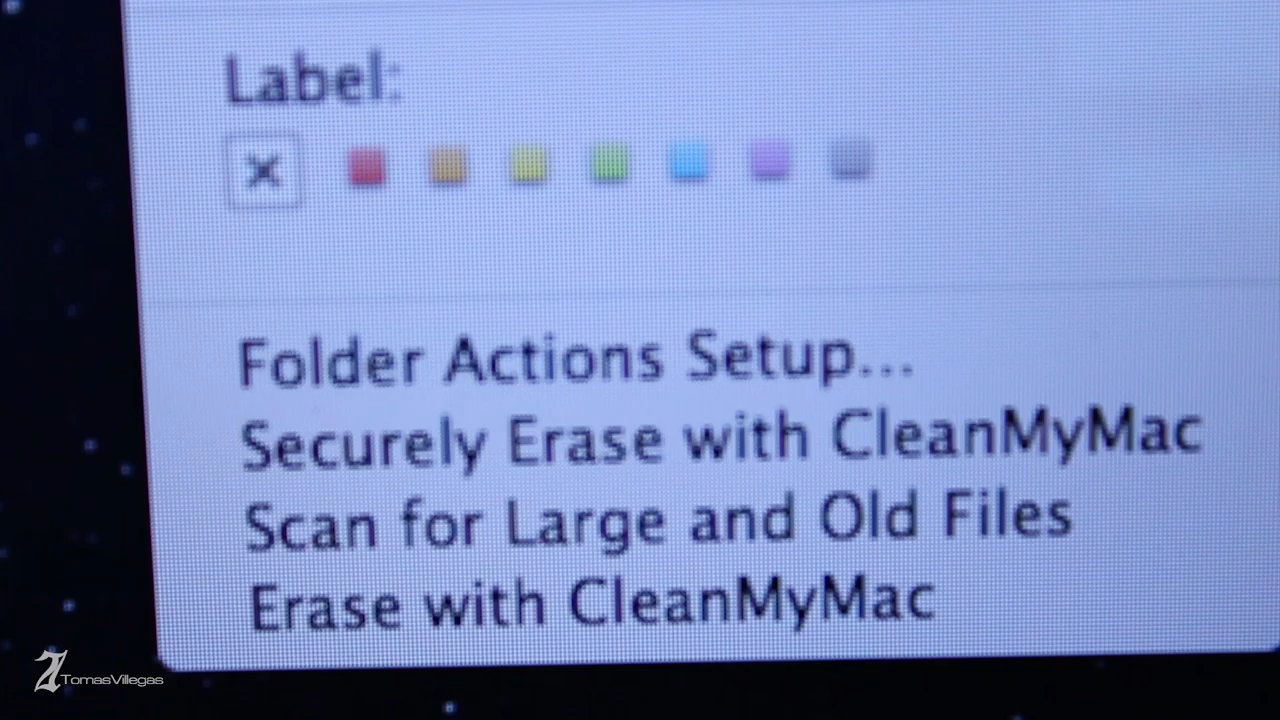 Label:
Folder Actions Setup...
Securely Erase with CleanMyMac
Scan for Large and Old Files
Erase with CleanMyMac
TomasVillegas